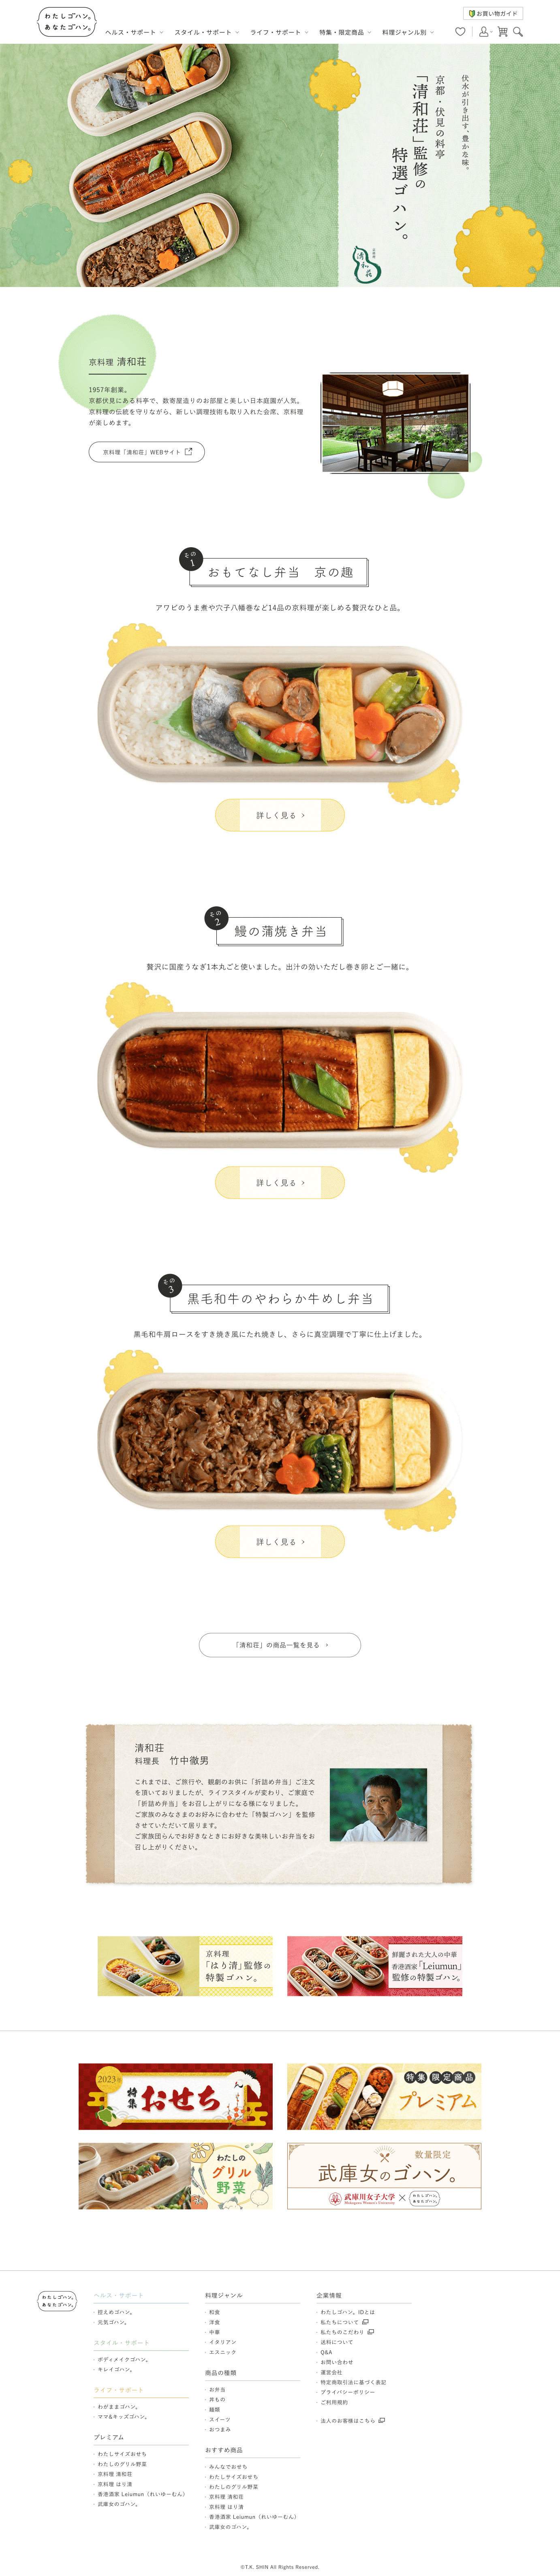 わたしゴハン。
あなたゴハン。
お買い物ガイド
ヘルス・サポート
スタイル・サポート
ライフ・サポート
特集・限定商品
料理ジャンル別
伏水が引き出す、豊かな味。
京都・伏見の料亭
「清和荘」監修の
特選ゴハン。
清和荘
京料理 清和荘
1957年創業。
京都伏見にある料亭で、数寄屋造りのお部屋と美しい日本庭園が人気。
京料理の伝統を守りながら、新しい調理技術も取り入れた会席、京料理
が楽しめます。
京料理「清和荘」WEBサイト
その
1
おもてなし弁当　京の趣
アワビのうま煮や穴子八幡巻など14品の京料理が楽しめる贅沢なひと品。
詳しく見る
その
2
鰻の蒲焼き弁当
贅沢に国産うなぎ1本丸ごと使いました。出汁の効いただし巻き卵とご一緒に。
詳しく見る
その
3
黒毛和牛のやわらか牛めし弁当
黒毛和牛肩ロースをすき焼き風にたれ焼きし、さらに真空調理で丁寧に仕上げました。
詳しく見る
「清和荘」の商品一覧を見る
清和荘
料理長　竹中徹男
これまでは、ご旅行や、観劇のお供に「折詰め弁当」ご注文
を頂いておりましたが、ライフスタイルが変わり、ご家庭で
「折詰め弁当」をお召し上がりになる様になりました。
ご家族のみなさまのお好みに合わせた「特製ゴハン」を監修
させていただいて居ります。
ご家族団らんでお好きなときにお好きな美味しいお弁当をお
召し上がりください。
京料理
「はり清」監修の
特製ゴハン。
鮮麗された大人の中華
香港酒家「Leiumun」
監修の特製ゴハン。
2023年
特集
おせち
特集 限定商品
プレミアム
わたしの
グリル
野菜
数量限定
武庫女のゴハン。
武庫川女子大学
Mukogawa Women's University
わたしゴハン。
あなたゴハン。
わたしゴハン。
あなたゴハン。
ヘルス・サポート
控えめゴハン。
元気ゴハン。
スタイル・サポート
ボディメイクゴハン。
キレイゴハン。
ライフ・サポート
わがままゴハン。
ママ&キッズゴハン。
プレミアム
わたしサイズおせち
わたしのグリル野菜
京料理 清和荘
京料理 はり清
香港酒家 Leiumun（れいゆーむん）
武庫女のゴハン。
料理ジャンル
和食
洋食
中華
イタリアン
エスニック
商品の種類
お弁当
丼もの
麺類
スイーツ
おつまみ
おすすめ商品
みんなでおせち
わたしサイズおせち
わたしのグリル野菜
京料理 清和荘
京料理 はり清
香港酒家 Leiumun（れいゆーむん）
武庫女のゴハン。
企業情報
わたしゴハン。IDとは
私たちについて
私たちのこだわり
送料について
Q&A
お問い合わせ
運営会社
特定商取引法に基づく表記
プライバシーポリシー
ご利用規約
法人のお客様はこちら
©T.K. SHIN All Rights Reserved.